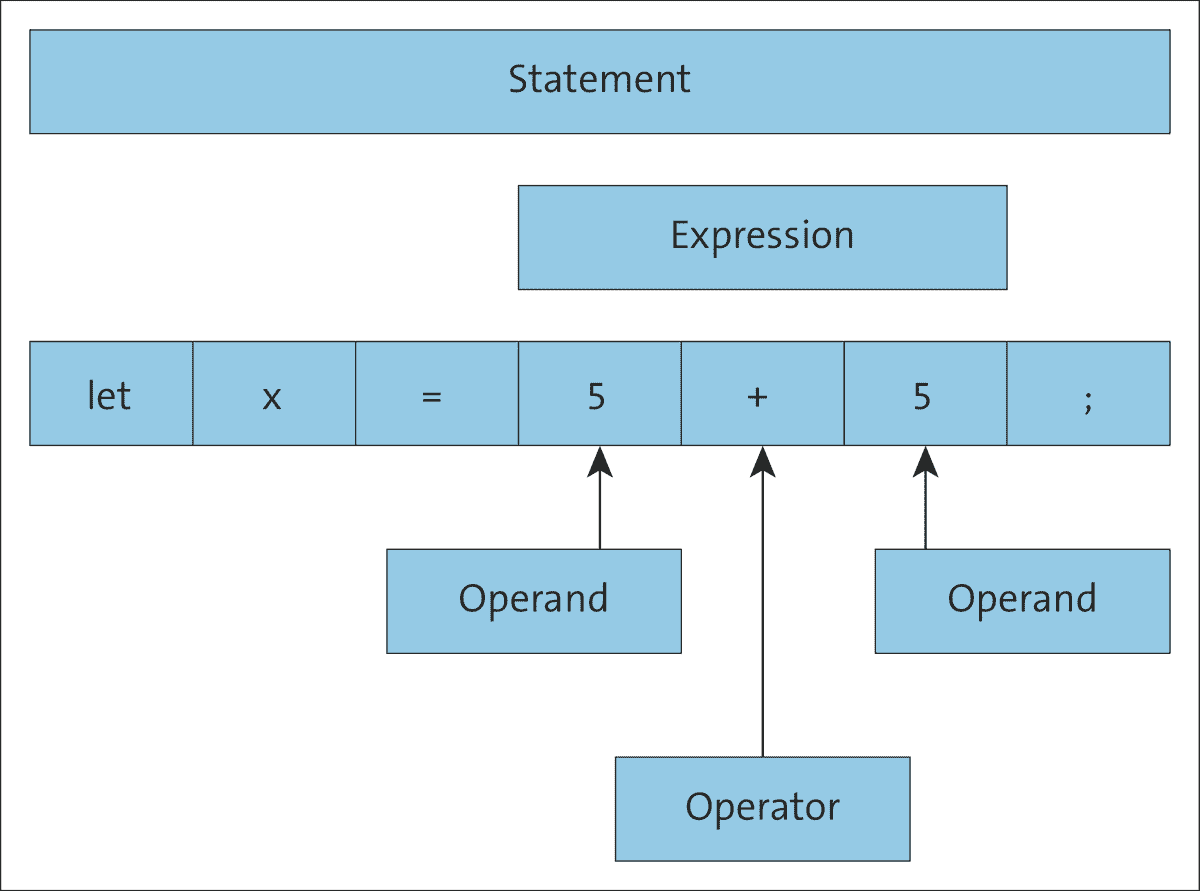 Statement
Expression
let x = 5 + 5 ;
Operand Operand
Operator